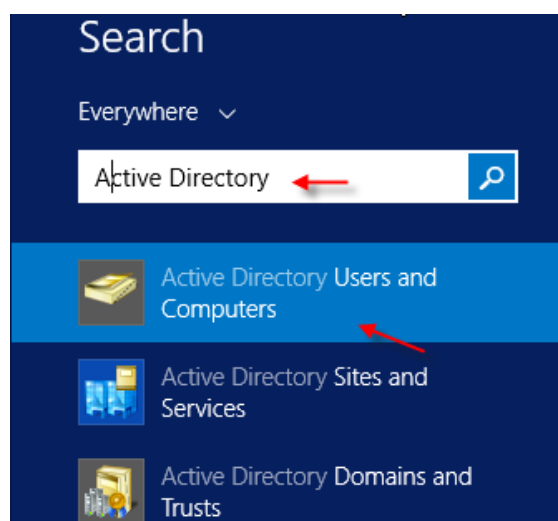 Search
Everywhere
Active Directory
Active Directory Users and
Computers
Active Directory Sites and
Services
Active Directory Domains and
Trusts